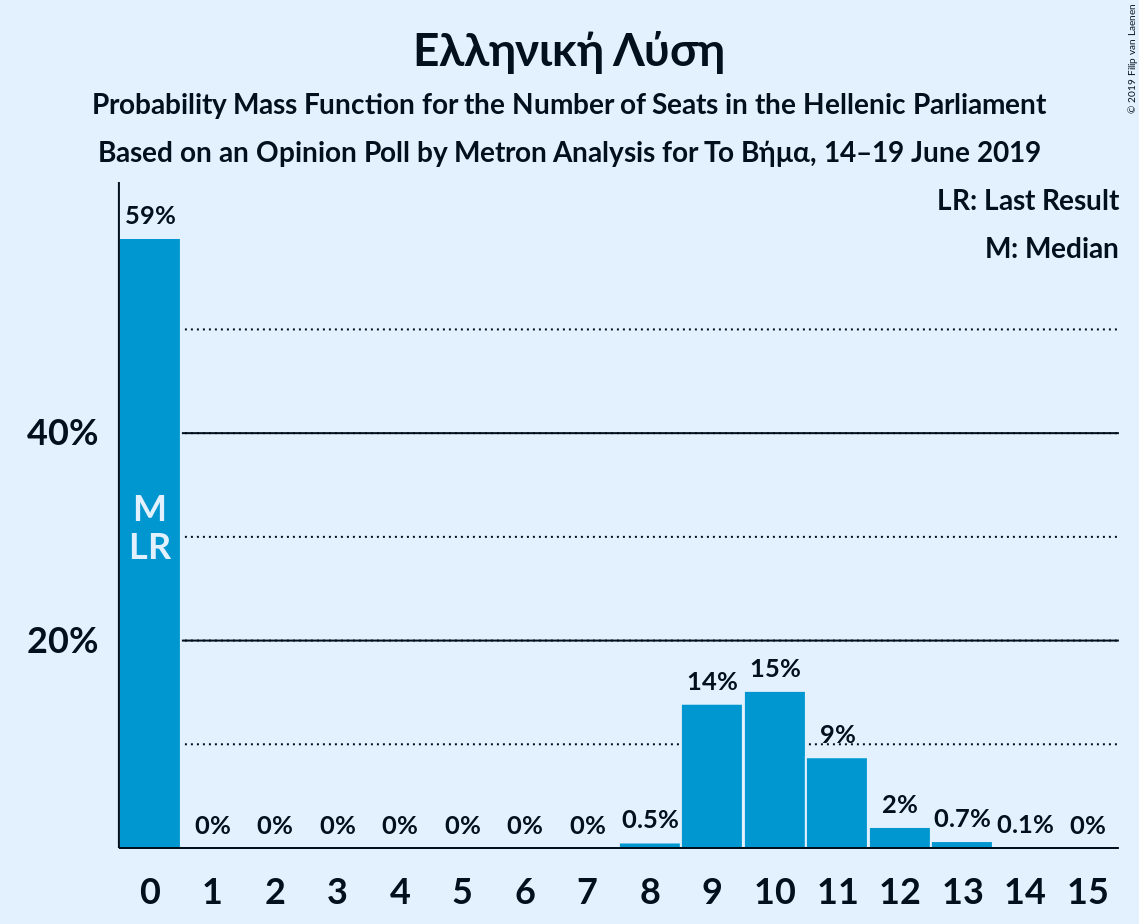 Ελληνική Λύση
Probability Mass Function for the Number of Seats in the Hellenic Parliament
Based on an Opinion Poll by Metron Analysis for Το Βήμα, 14–19 June 2019
© 2019 Filip van Laenen
LR: Last Result
M: Median
59%
40%
M
LR
20%
0% 0% 0% 0% 0% 0% 0% 0.5% 14% 15% 9% 2% 0.7% 0.1% 0%
0 1 2 3 4 5 6 7 8 9 10 11 12 13 14 15